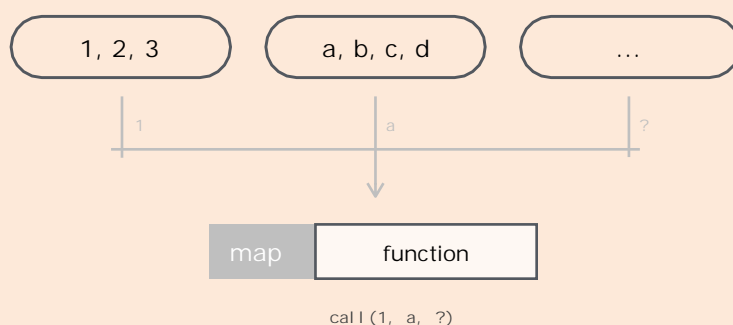 1, 2, 3
a, b, c, d
...
1
a
?
map
function
call(1, a, ?)